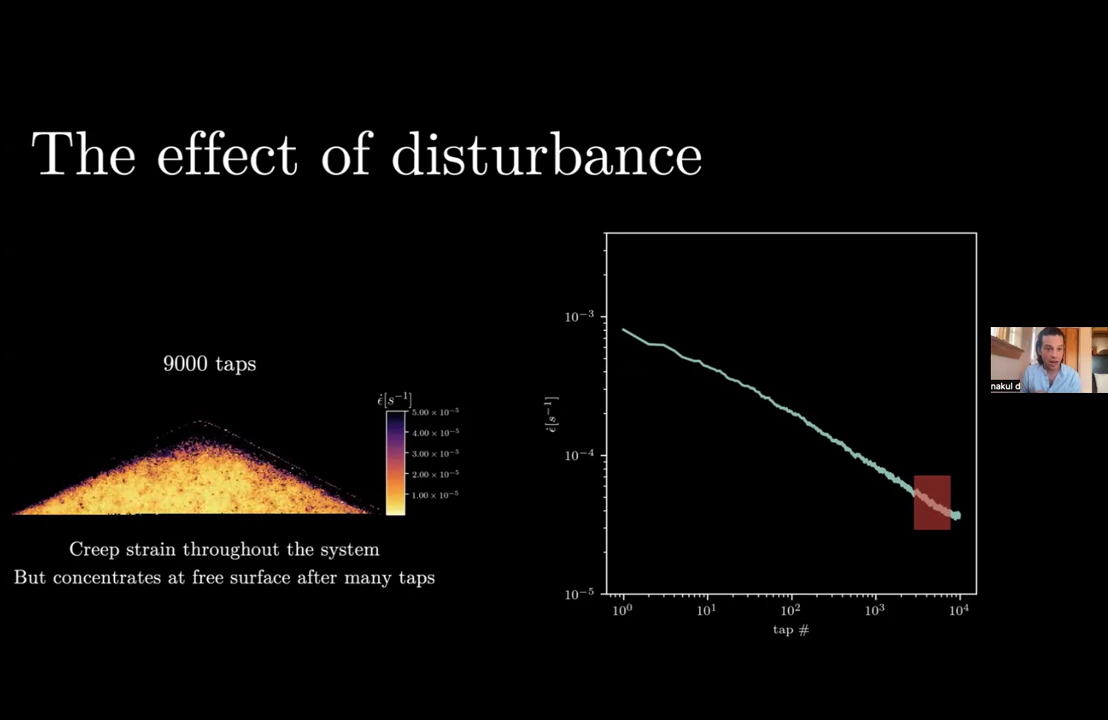 The effect of disturbance
9000 taps
ϵ̇[s⁻¹]
5.00 × 10⁻⁵
4.00 × 10⁻⁵
3.00 × 10⁻⁵
2.00 × 10⁻⁵
1.00 × 10⁻⁵
Creep strain throughout the system
But concentrates at free surface after many taps
ϵ̇[s⁻¹]
10⁻³
10⁻⁴
10⁻⁵
10⁰ 10¹ 10² 10³ 10⁴
tap #
nakul d